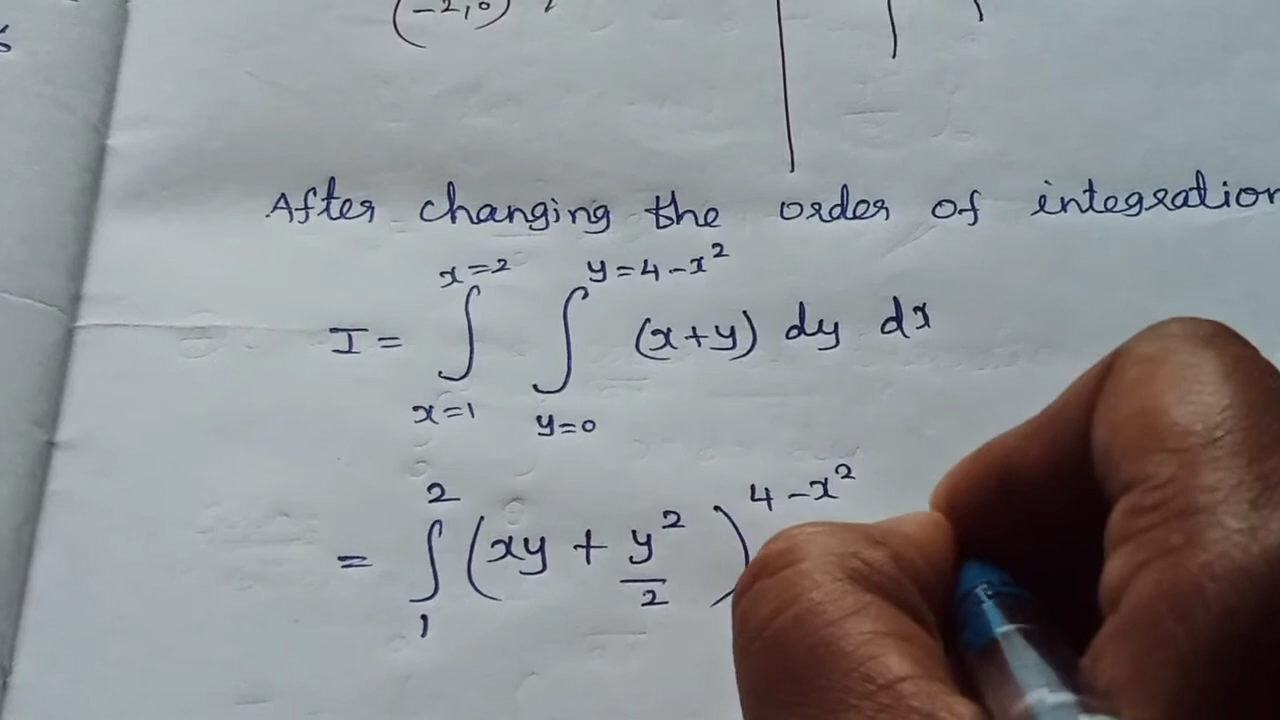 (-2,0)
After changing the order of integration
x=2 y=4-x²
I = ∫ ∫ (x+y) dy dx
x=1 y=0
2 4-x²
= ∫ (xy + y²/2)
1